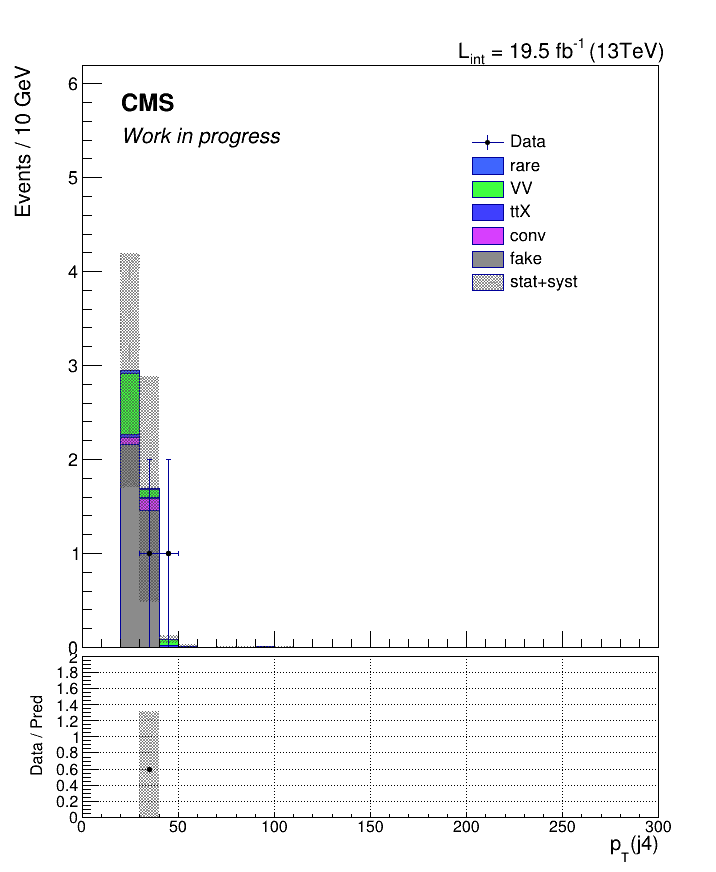 L_int = 19.5 fb^-1 (13TeV)
Events / 10 GeV
CMS
Work in progress
Data
rare
VV
ttX
conv
fake
stat+syst
6
5
4
3
2
1
0
Data / Pred
2
1.8
1.6
1.4
1.2
1
0.8
0.6
0.4
0.2
0
0 50 100 150 200 250 300
p_T(j4)